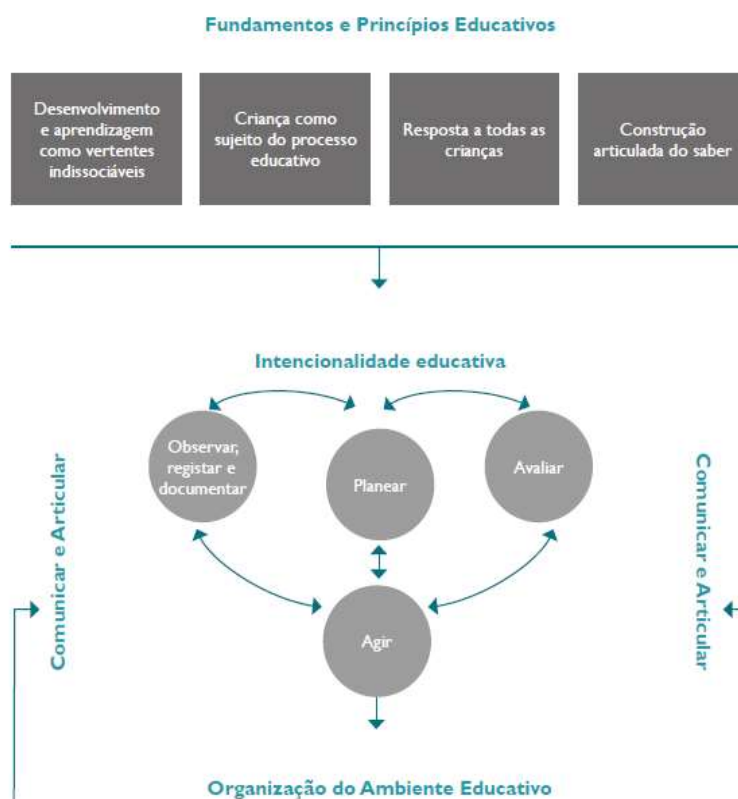 Fundamentos e Princípios Educativos
Desenvolvimento
e aprendizagem
como vertentes
indissociáveis
Criança como
sujeito do processo
educativo
Resposta a todas as
crianças
Construção
articulada do saber
Intencionalidade educativa
Observar,
registar e
documentar
Planear
Avaliar
Comunicar e Articular
Comunicar e Articular
Agir
Organização do Ambiente Educativo